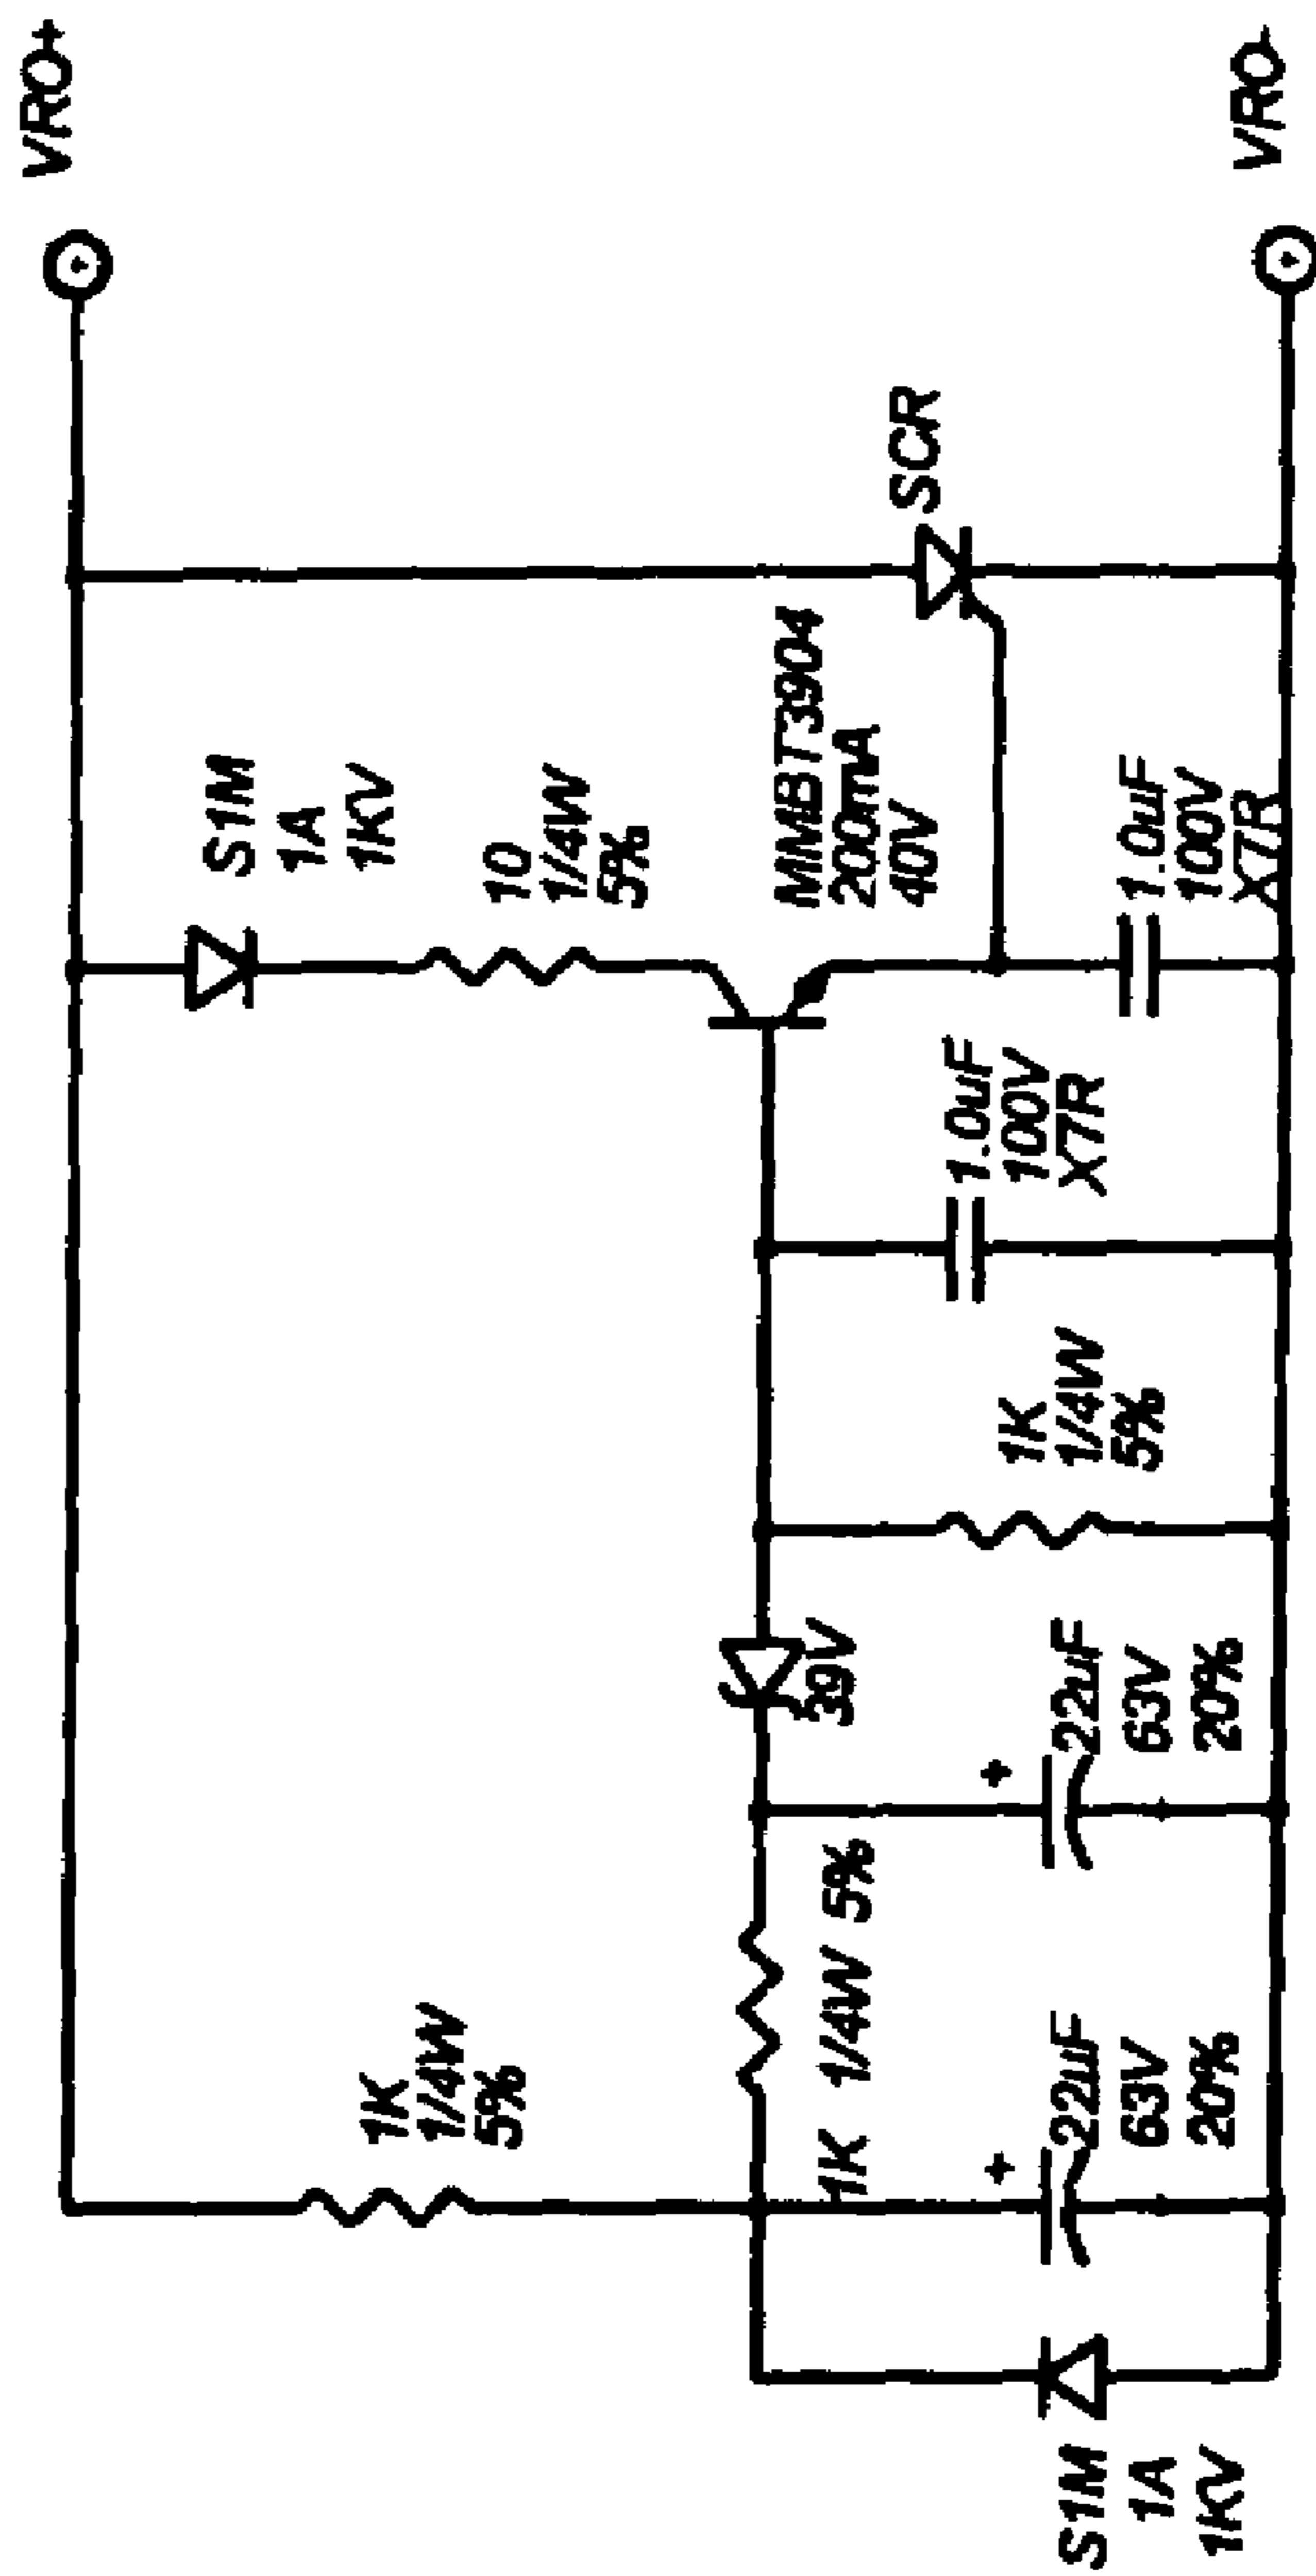 VRO+
VRO-
SCR
S1M
1A
1KV
10
1/4W
5%
MMBT3904
200mA
40V
1.0uF
100V
X7R
1.0uF
100V
X7R
1K
1/4W
5%
39V
22uF
63V
20%
1K 1/4W 5%
1K
1/4W
5%
22uF
63V
20%
S1M
1A
1KV